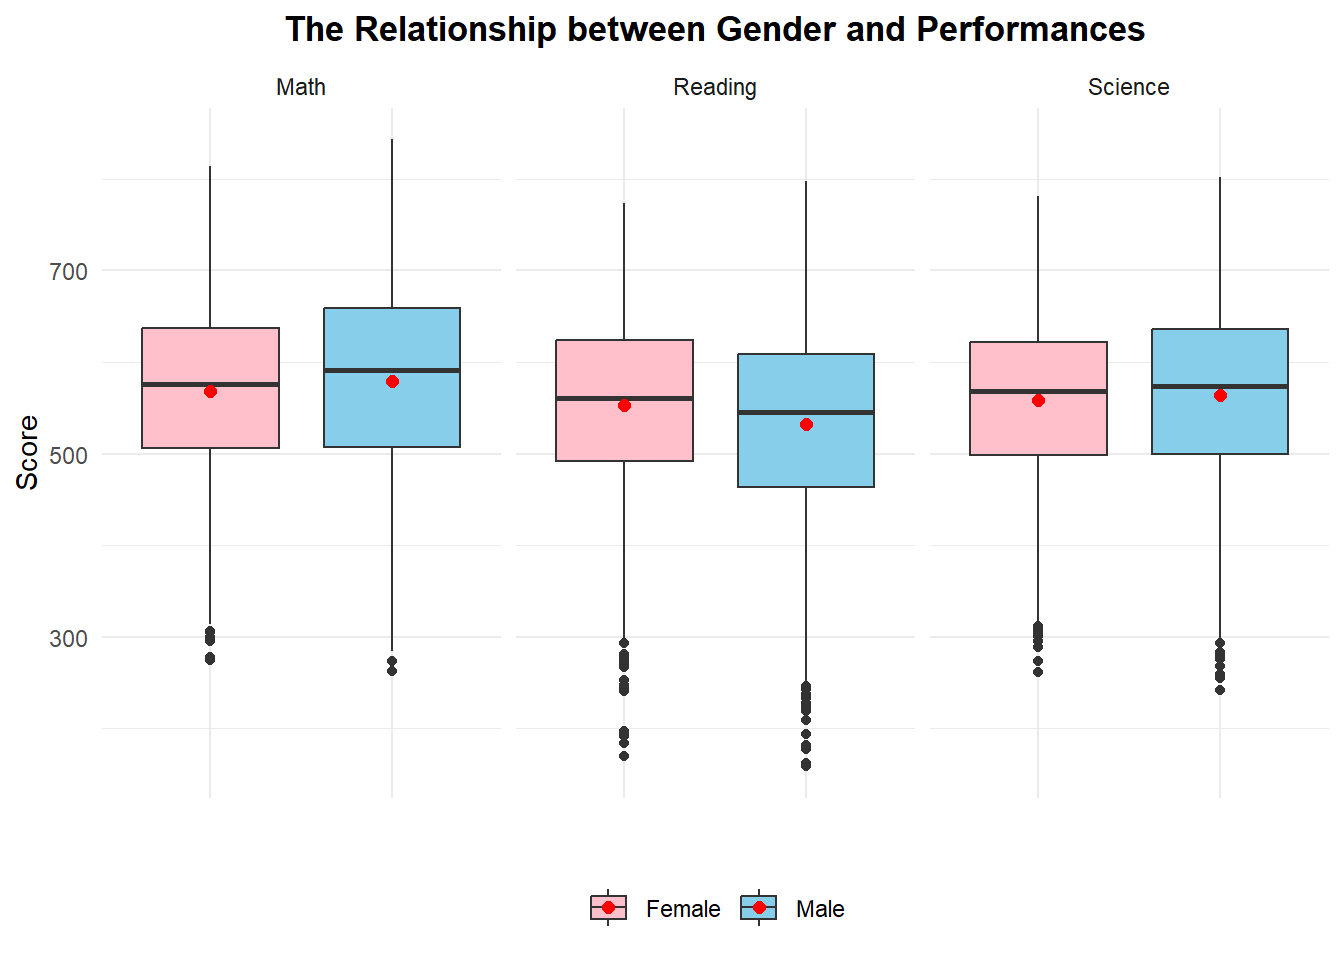 The Relationship between Gender and Performances
Math
Reading
Science
Score
700
500
300
Female
Male